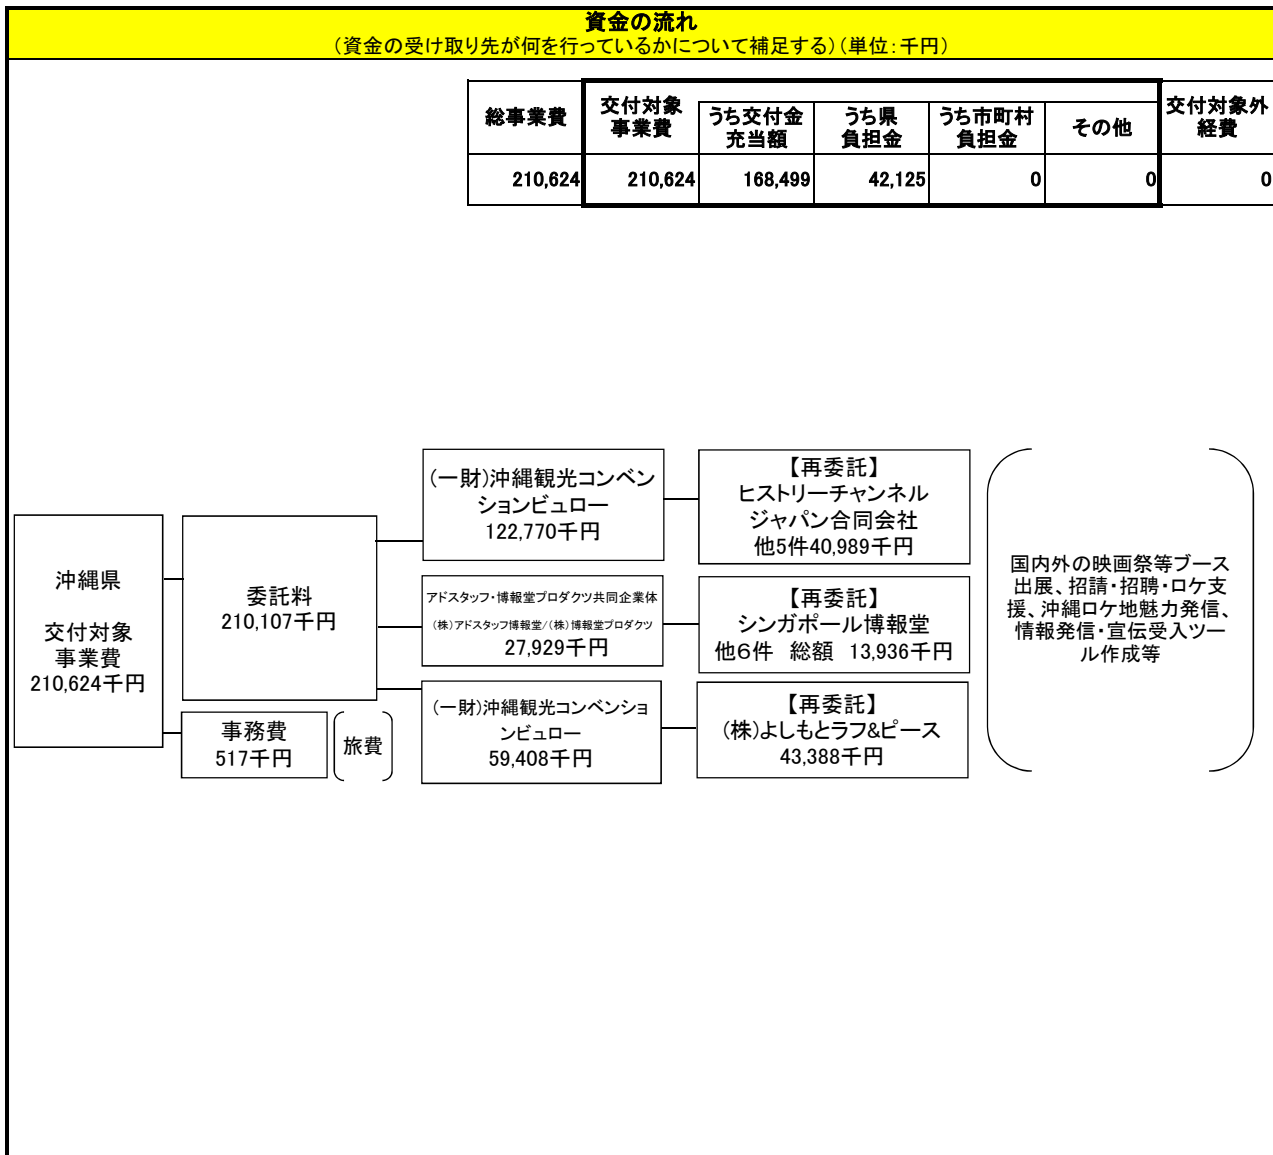 資金の流れ
(資金の受け取り先が何を行っているかについて補足する)(単位:千円)
総事業費
交付対象
事業費
うち交付金
充当額
うち県
負担金
うち市町村
負担金
その他
交付対象外
経費
210,624 210,624 168,499 42,125 0 0 0
沖縄県
交付対象
事業費
210,624千円
委託料
210,107千円
事務費
517千円
旅費
(一財)沖縄観光コンベン
ションビュロー
122,770千円
【再委託】
ヒストリーチャンネル
ジャパン合同会社
他5件40,989千円
アドスタッフ・博報堂プロダクツ共同企業体
(株)アドスタッフ博報堂/(株)博報堂プロダクツ
27,929千円
【再委託】
シンガポール博報堂
他6件 総額 13,936千円
(一財)沖縄観光コンベンショ
ンビュロー
59,408千円
【再委託】
(株)よしもとラフ&ピース
43,388千円
国内外の映画祭等ブース
出展、招請・招聘・ロケ支
援、沖縄ロケ地魅力発信、
情報発信・宣伝受入ツー
ル作成等